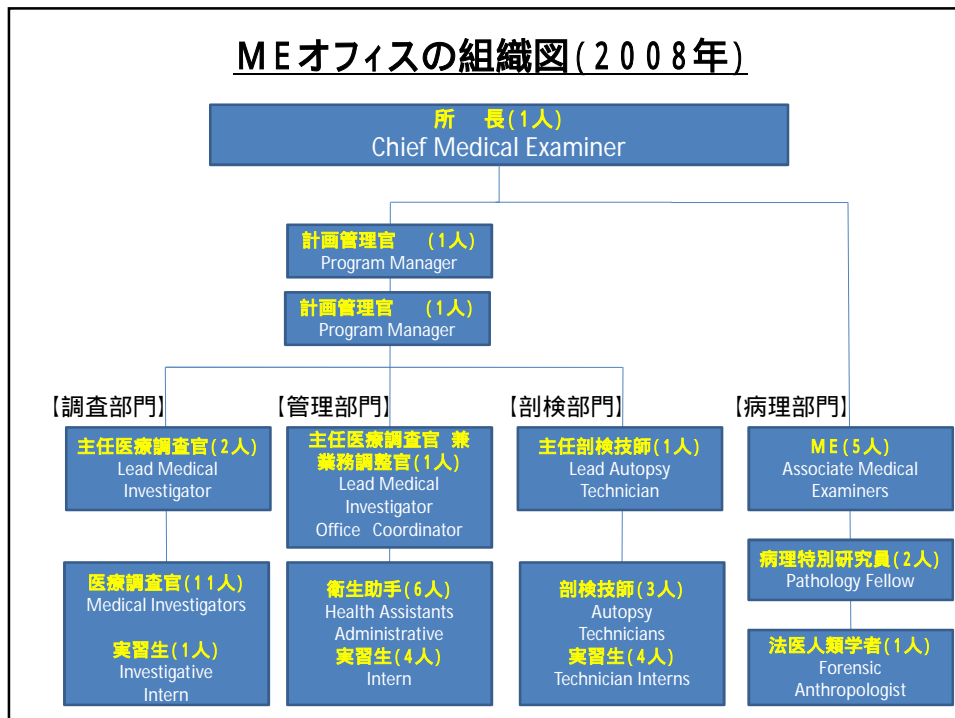 MEオフィスの組織図(2008年)
所　長(1人)
Chief Medical Examiner
計画管理官　(1人)
Program Manager
計画管理官　(1人)
Program Manager
【調査部門】
主任医療調査官(2人)
Lead Medical
Investigator
医療調査官(11人)
Medical Investigators
実習生(1人)
Investigative
Intern
【管理部門】
主任医療調査官 兼
業務調整官(1人)
Lead Medical
Investigator
Office Coordinator
衛生助手(6人)
Health Assistants
Administrative
実習生(4人)
Intern
【剖検部門】
主任剖検技師(1人)
Lead Autopsy
Technician
剖検技師(3人)
Autopsy
Technicians
実習生(4人)
Technician Interns
【病理部門】
ME(5人)
Associate Medical
Examiners
病理特別研究員(2人)
Pathology Fellow
法医人類学者(1人)
Forensic
Anthropologist